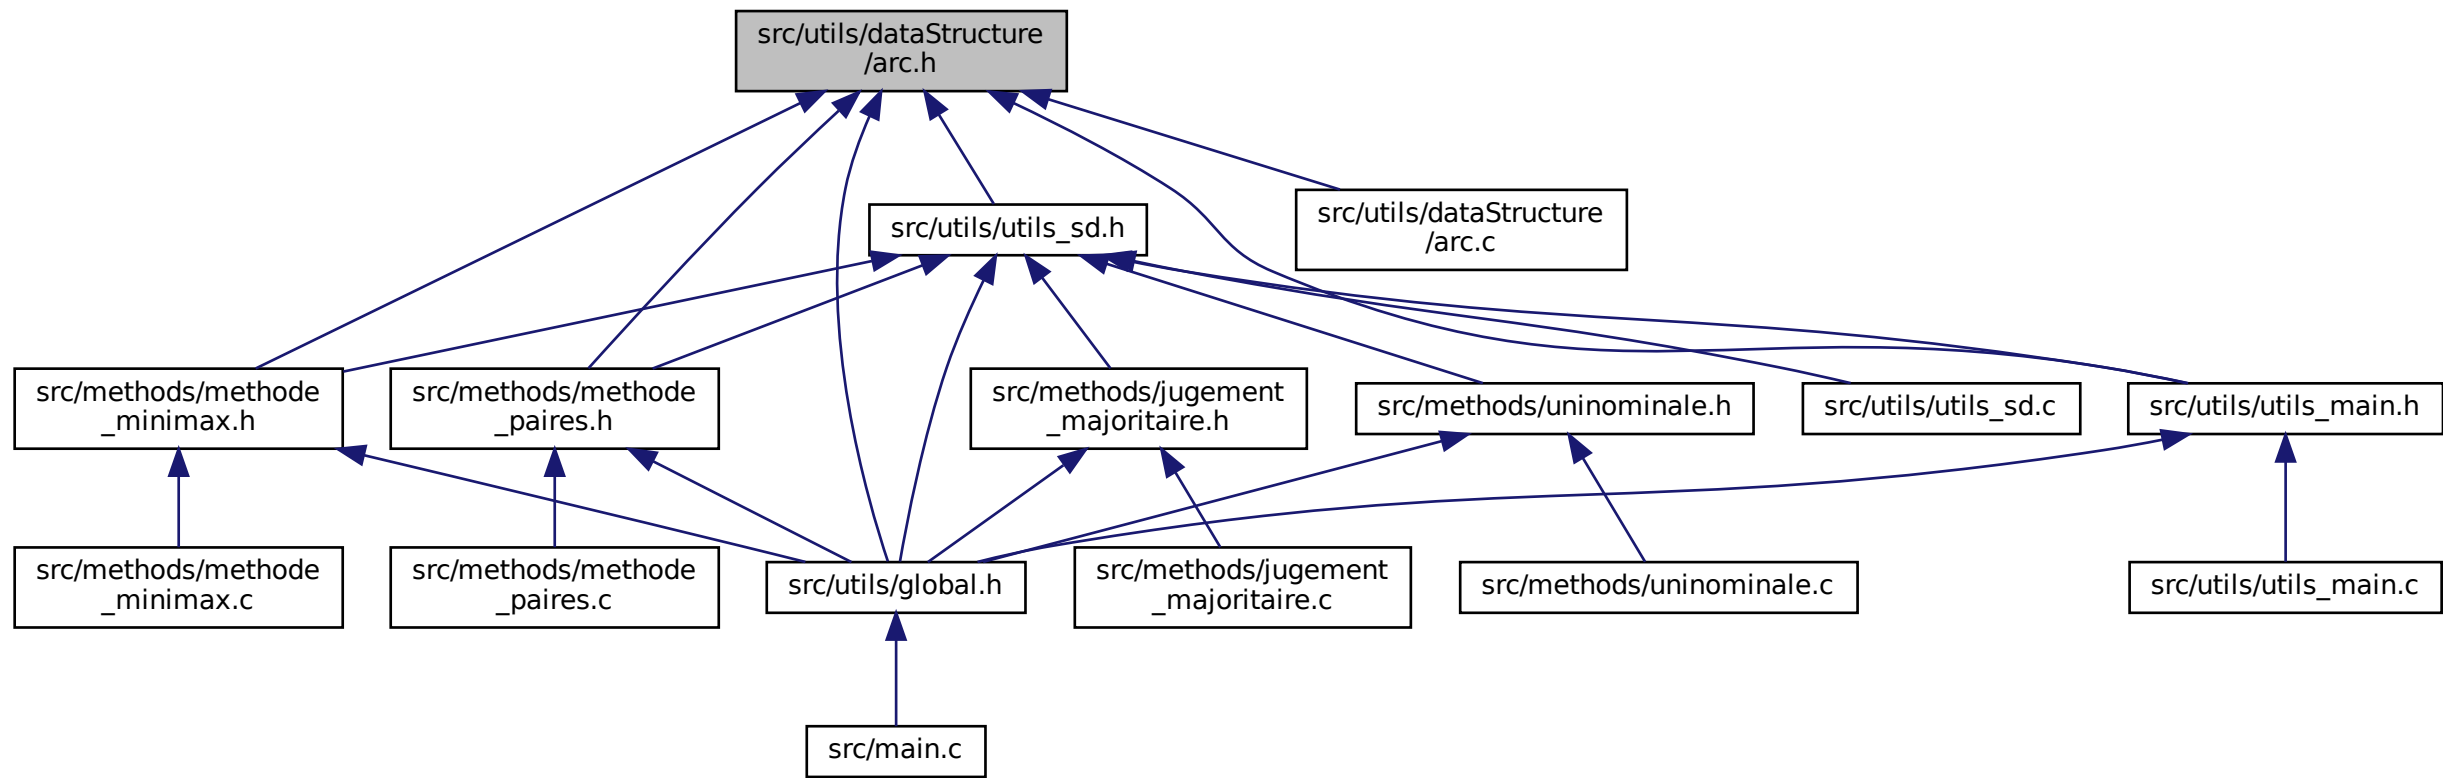 src/utils/dataStructure
/arc.h
src/utils/utils_sd.h
src/utils/dataStructure
/arc.c
src/methods/methode
_minimax.h
src/methods/methode
_paires.h
src/methods/jugement
_majoritaire.h
src/methods/uninominale.h
src/utils/utils_sd.c
src/utils/utils_main.h
src/methods/methode
_minimax.c
src/methods/methode
_paires.c
src/utils/global.h
src/methods/jugement
_majoritaire.c
src/methods/uninominale.c
src/utils/utils_main.c
src/main.c